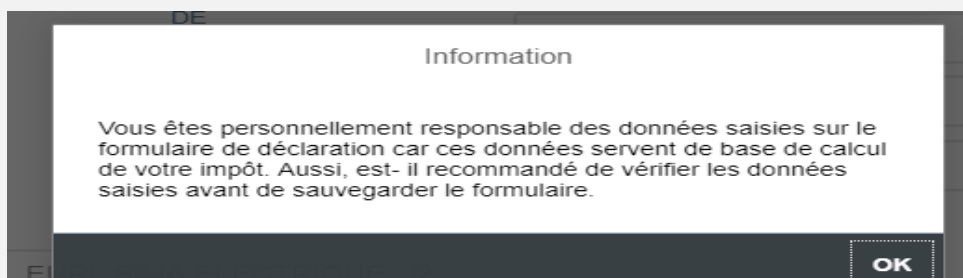 DE
Information
Vous êtes personnellement responsable des données saisies sur le
formulaire de déclaration car ces données servent de base de calcul
de votre impôt. Aussi, est- il recommandé de vérifier les données
saisies avant de sauvegarder le formulaire.
OK